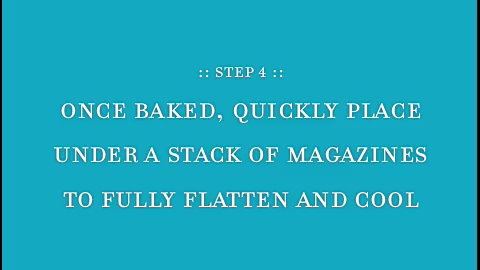 :: STEP 4 ::
ONCE BAKED, QUICKLY PLACE
UNDER A STACK OF MAGAZINES
TO FULLY FLATTEN AND COOL